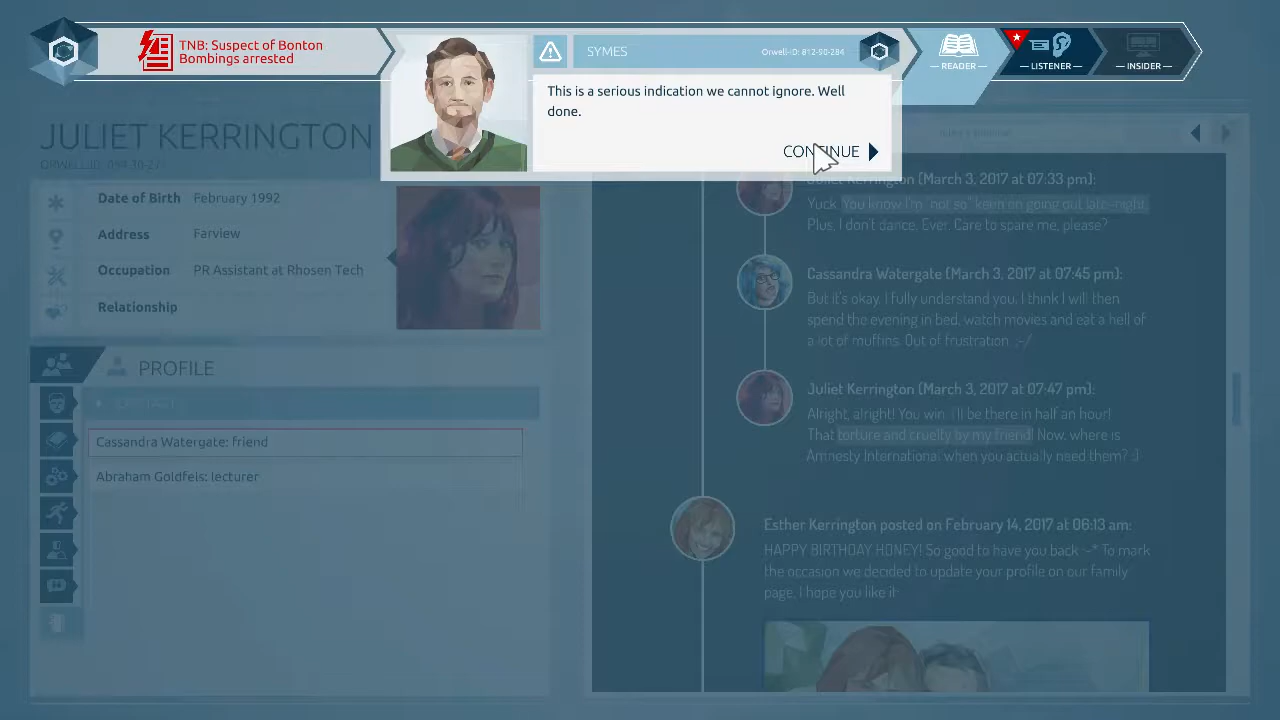 TNB: Suspect of Bonton
Bombings arrested
SYMES
Orwell-ID: 812-90-284
This is a serious indication we cannot ignore. Well
done.
CONTINUE
— READER —
— LISTENER —
— INSIDER —
JULIET KERRINGTON
Date of Birth February 1992
Address Farview
Occupation PR Assistant at Rhosen Tech
Relationship
PROFILE
CONTACT
Cassandra Watergate: friend
Abraham Goldfels: lecturer
Juliet Kerrington (March 3, 2017 at 07:33 pm):
Yuck. You know I'm "not so" keen on going out late-night.
Plus, I don't dance. Ever. Care to spare me, please?
Cassandra Watergate (March 3, 2017 at 07:45 pm):
But it's okay. I fully understand you. I think I will then
spend the evening in bed, watch movies and eat a hell of
a lot of muffins. Out of frustration. ;-/
Juliet Kerrington (March 3, 2017 at 07:47 pm):
Alright, alright! You win. I'll be there in half an hour!
That torture and cruelty by my friend! Now, where is
Amnesty International when you actually need them? ;)
Esther Kerrington posted on February 14, 2017 at 06:13 am:
HAPPY BIRTHDAY HONEY! So good to have you back :-* To mark
the occasion we decided to update your profile on our family
page. I hope you like it!